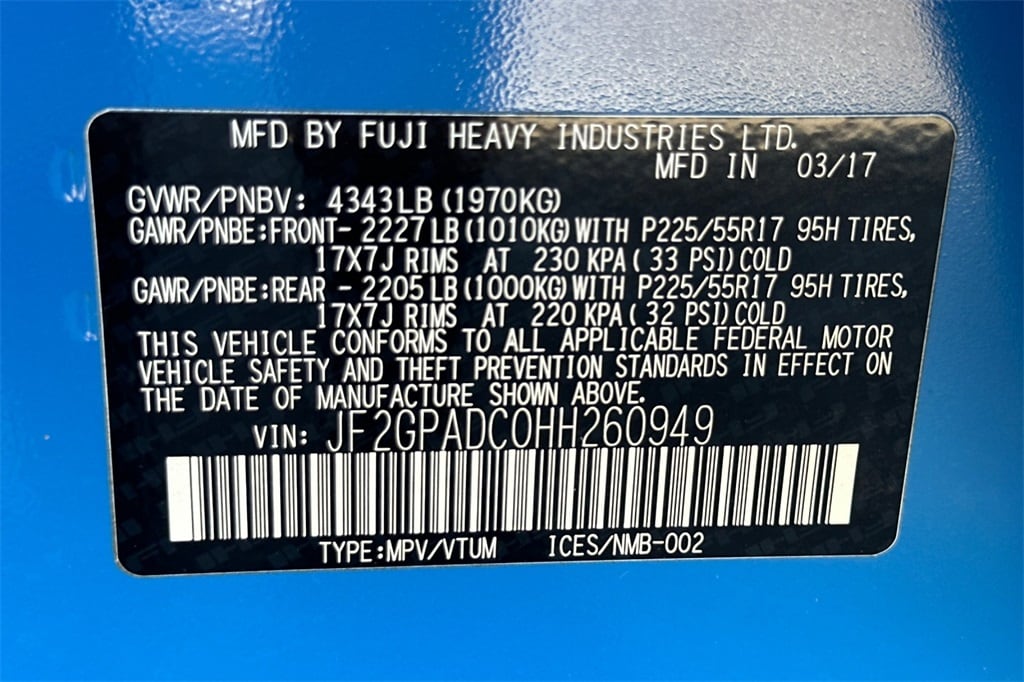 MFD BY FUJI HEAVY INDUSTRIES LTD.
MFD IN 03/17
GVWR/PNBV: 4343LB (1970KG)
GAWR/PNBE:FRONT- 2227LB (1010KG) WITH P225/55R17 95H TIRES,
17X7J RIMS AT 230 KPA ( 33 PSI) COLD
GAWR/PNBE:REAR - 2205LB (1000KG) WITH P225/55R17 95H TIRES,
17X7J RIMS AT 220 KPA ( 32 PSI) COLD
THIS VEHICLE CONFORMS TO ALL APPLICABLE FEDERAL MOTOR
VEHICLE SAFETY AND THEFT PREVENTION STANDARDS IN EFFECT ON
THE DATE OF MANUFACTURE SHOWN ABOVE.
VIN: JF2GPADC0HH260949
TYPE:MPV/VTUM ICES/NMB-002